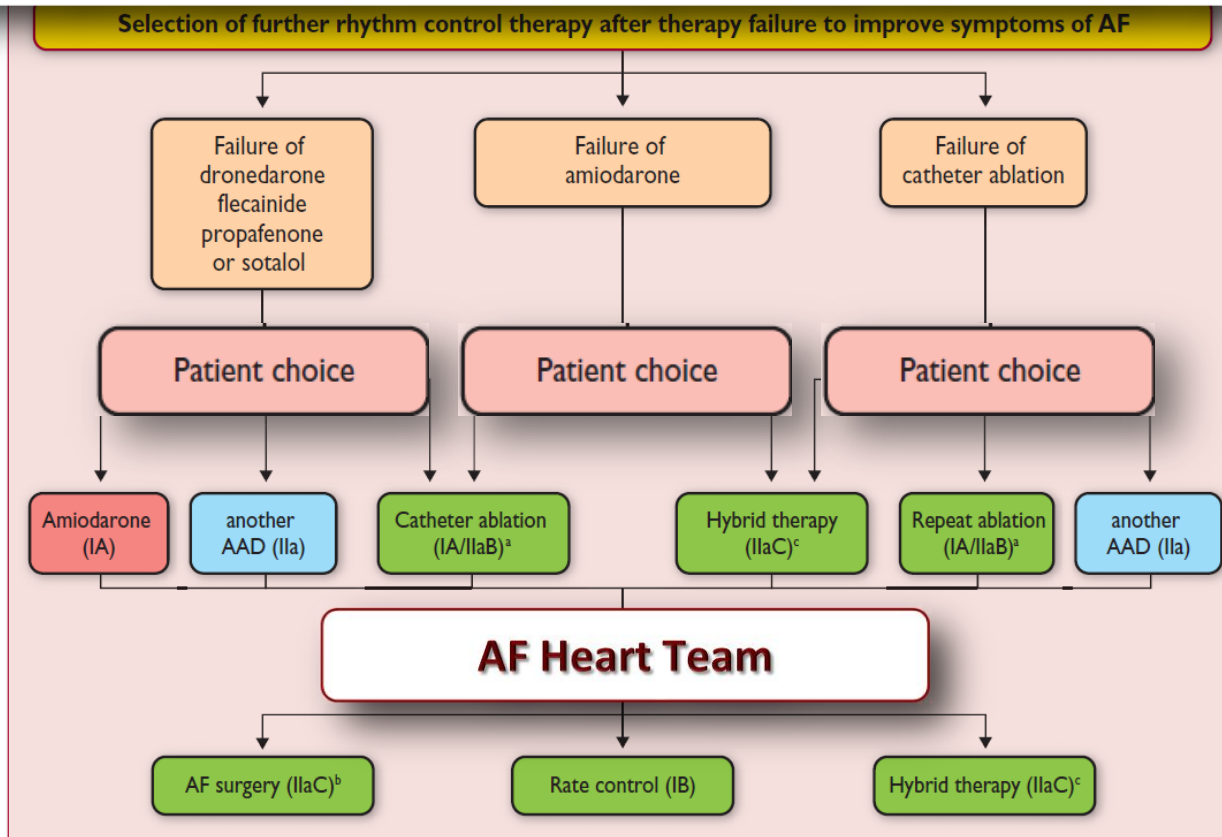 Selection of further rhythm control therapy after therapy failure to improve symptoms of AF
Failure of
dronedarone
flecainide
propafenone
or sotalol
Failure of
amiodarone
Failure of
catheter ablation
Patient choice
Patient choice
Patient choice
Amiodarone
(IA)
another
AAD (IIa)
Catheter ablation
(IA/IIaB)ᵃ
Hybrid therapy
(IIaC)ᶜ
Repeat ablation
(IA/IIaB)ᵃ
another
AAD (IIa)
AF Heart Team
AF surgery (IIaC)ᵇ
Rate control (IB)
Hybrid therapy (IIaC)ᶜ